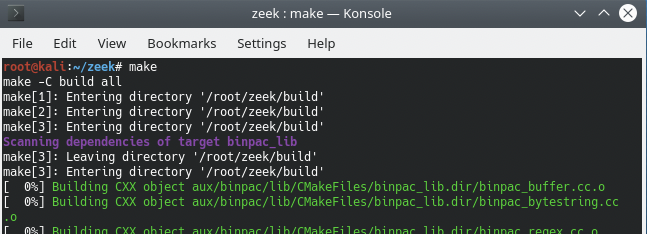 zeek : make — Konsole
File Edit View Bookmarks Settings Help
root@kali:~/zeek# make
make -C build all
make[1]: Entering directory '/root/zeek/build'
make[2]: Entering directory '/root/zeek/build'
make[3]: Entering directory '/root/zeek/build'
Scanning dependencies of target binpac_lib
make[3]: Leaving directory '/root/zeek/build'
make[3]: Entering directory '/root/zeek/build'
[  0%] Building CXX object aux/binpac/lib/CMakeFiles/binpac_lib.dir/binpac_buffer.cc.o
[  0%] Building CXX object aux/binpac/lib/CMakeFiles/binpac_lib.dir/binpac_bytestring.cc
.o
[  0%] Building CXX object aux/binpac/lib/CMakeFiles/binpac_lib.dir/binpac_regex.cc.o